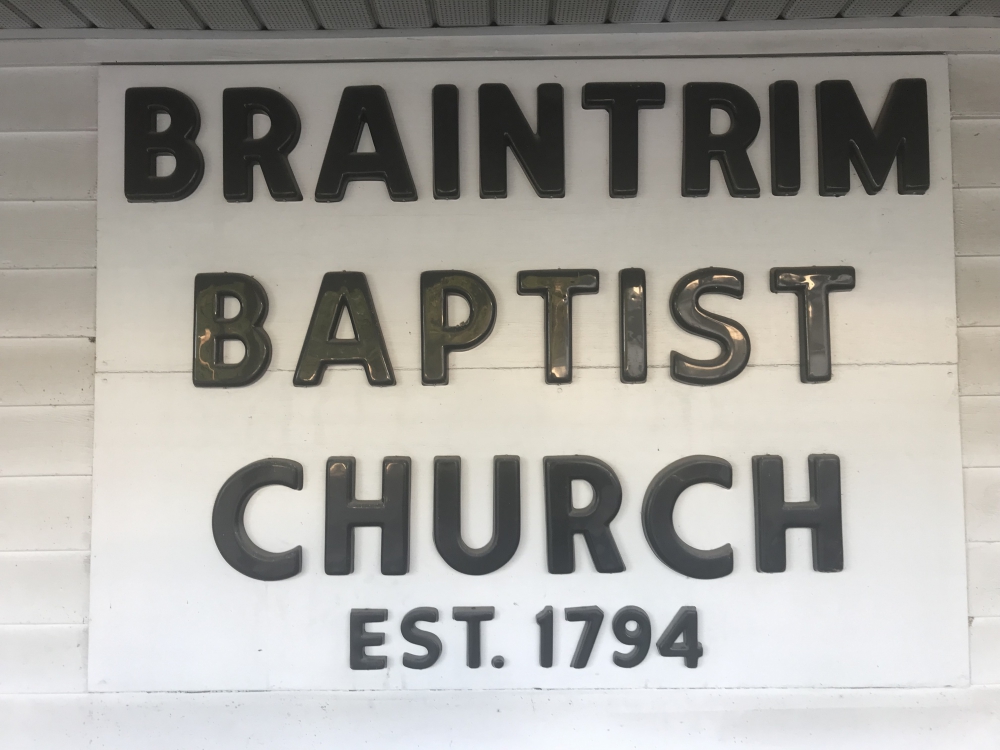 BRAINTRIM
BAPTIST
CHURCH
EST. 1794